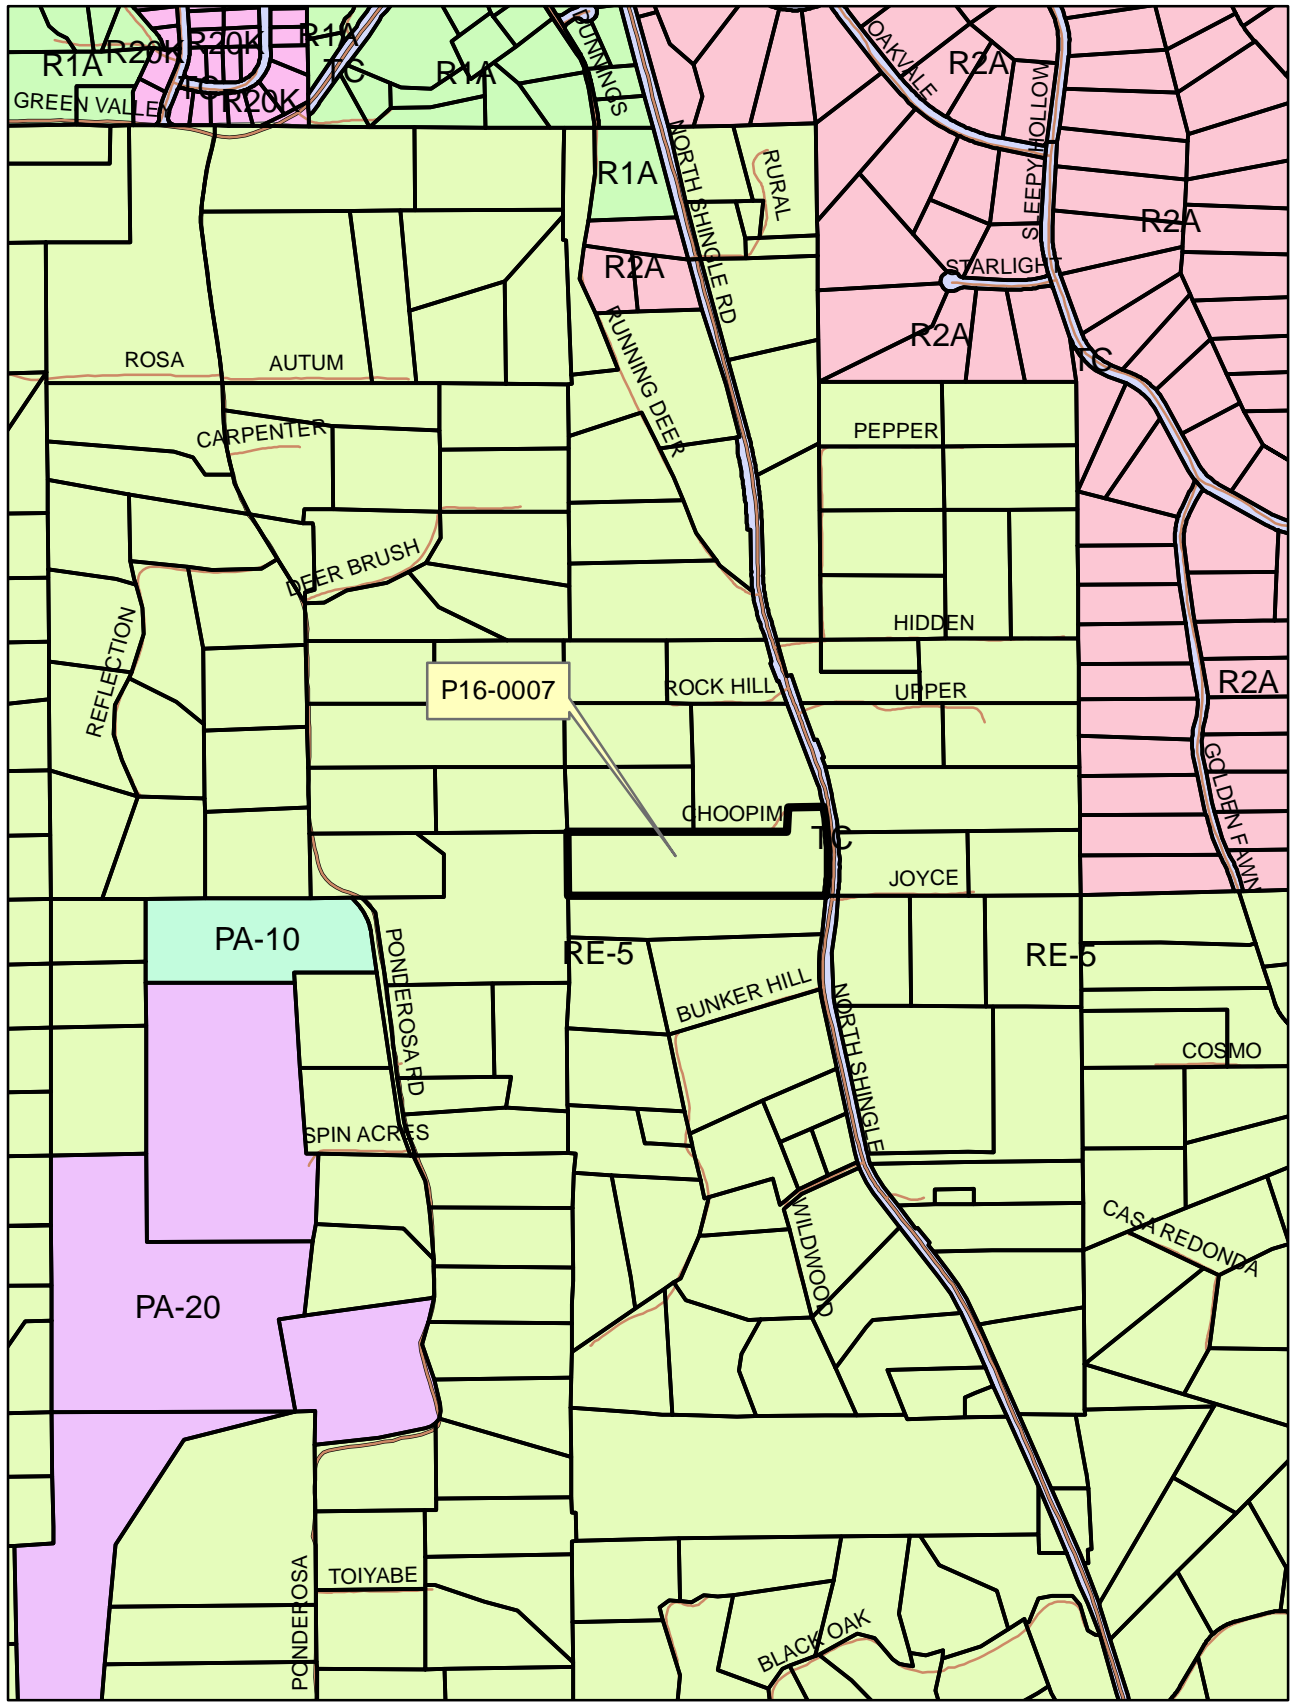 R1A
R20K
R20K
R1A
TC
R1A
DUNNINGS
OAKVALE
R2A
TC
R20K
GREEN VALLEY
SLEEPY HOLLOW
R1A
NORTH SHINGLE RD
RURAL
R2A
R2A
STARLIGHT
R2A
TC
ROSA
AUTUM
RUNNING DEER
CARPENTER
PEPPER
DEER BRUSH
REFLECTION
HIDDEN
P16-0007
ROCK HILL
UPPER
R2A
GOLDEN FAWN
CHOOPIM
TC
JOYCE
PA-10
PONDEROSA RD
RE-5
RE-5
BUNKER HILL
NORTH SHINGLE
COSMO
SPIN ACRES
WILDWOOD
CASA REDONDA
PA-20
PONDEROSA
TOIYABE
BLACK OAK